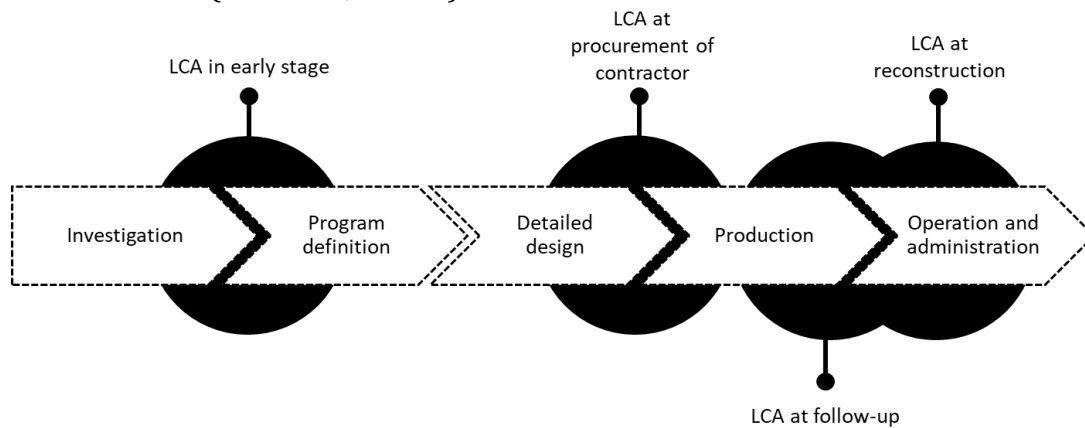 LCA in early stage
LCA at
procurement of
contractor
LCA at
reconstruction
Investigation
Program
definition
Detailed
design
Production
Operation and
administration
LCA at follow-up